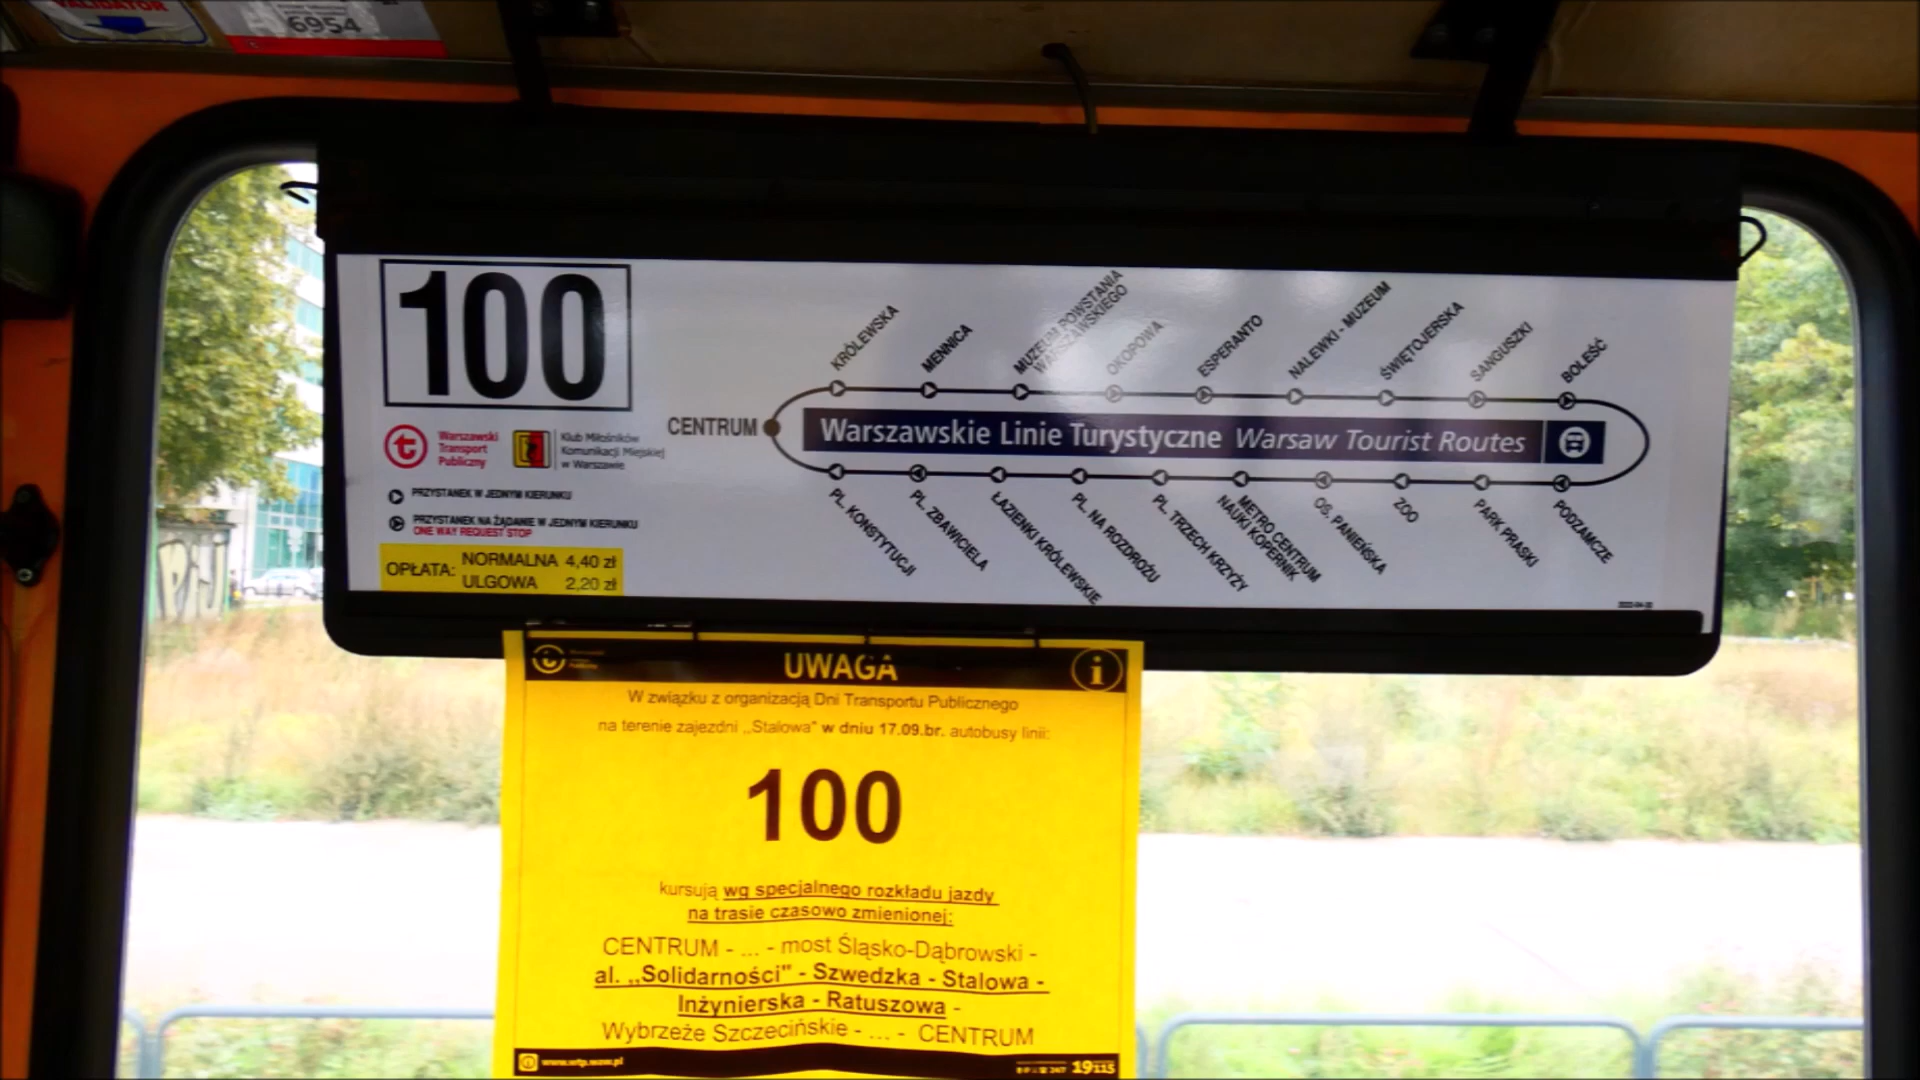 VALIDATOR
6954
100
Warszawski
Transport
Publiczny
Klub Miłośników
Komunikacji Miejskiej
w Warszawie
PRZYSTANEK W JEDNYM KIERUNKU
PRZYSTANEK NA ŻĄDANIE W JEDNYM KIERUNKU
ONE WAY REQUEST STOP
OPŁATA: NORMALNA 4,40 zł
ULGOWA 2,20 zł
CENTRUM
KRÓLEWSKA
MENNICA
MUZEUM POWSTANIA
WARSZAWSKIEGO
OKOPOWA
ESPERANTO
NALEWKI - MUZEUM
ŚWIĘTOJERSKA
SANGUSZKI
BOLEŚĆ
Warszawskie Linie Turystyczne Warsaw Tourist Routes
PL. KONSTYTUCJI
PL. ZBAWICIELA
ŁAZIENKI KRÓLEWSKIE
PL. NA ROZDROŻU
PL. TRZECH KRZYŻY
METRO CENTRUM
NAUKI KOPERNIK
OS. PANIEŃSKA
ZOO
PARK PRASKI
PODZAMCZE
UWAGA
W związku z organizacją Dni Transportu Publicznego
na terenie zajezdni „Stalowa" w dniu 17.09.br. autobusy linii:
100
kursują wg specjalnego rozkładu jazdy
na trasie czasowo zmienionej:
CENTRUM - ... - most Śląsko-Dąbrowski -
al. „Solidarności" - Szwedzka - Stalowa -
Inżynierska - Ratuszowa -
Wybrzeże Szczecińskie - ... - CENTRUM
www.wtp.waw.pl
19115